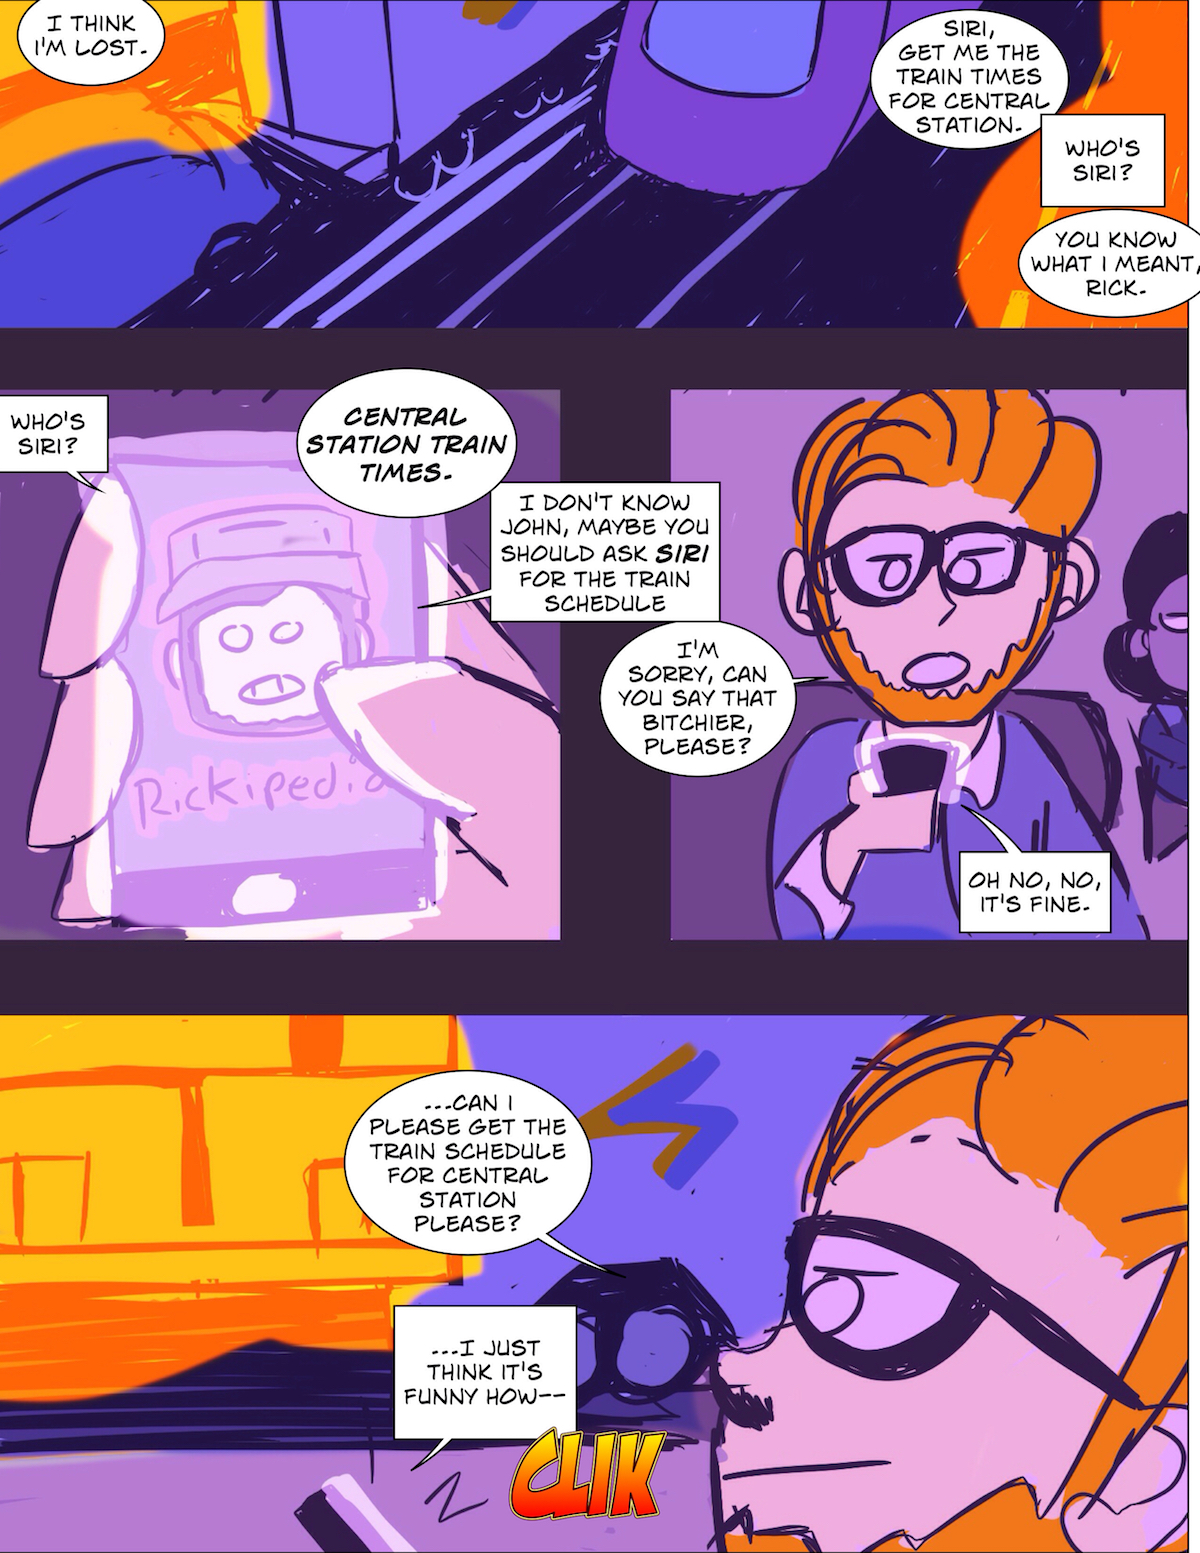 I THINK
I'M LOST.
SIRI,
GET ME THE
TRAIN TIMES
FOR CENTRAL
STATION.
WHO'S
SIRI?
YOU KNOW
WHAT I MEANT,
RICK.
WHO'S
SIRI?
CENTRAL
STATION TRAIN
TIMES.
I DON'T KNOW
JOHN, MAYBE YOU
SHOULD ASK SIRI
FOR THE TRAIN
SCHEDULE
Rickipedia
I'M
SORRY, CAN
YOU SAY THAT
BITCHIER,
PLEASE?
OH NO, NO,
IT'S FINE.
...CAN I
PLEASE GET THE
TRAIN SCHEDULE
FOR CENTRAL
STATION
PLEASE?
...I JUST
THINK IT'S
FUNNY HOW--
CLIK